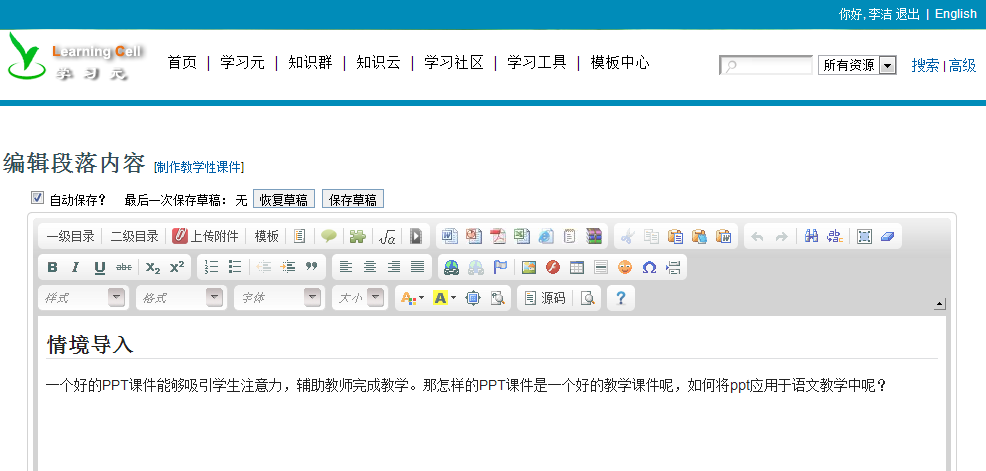 你好, 李洁 退出 | English
Learning Cell
学 习 元
首页 | 学习元 | 知识群 | 知识云 | 学习社区 | 学习工具 | 模板中心
所有资源
搜索 | 高级
编辑段落内容 [制作教学性课件]
自动保存? 最后一次保存草稿: 无 恢复草稿 保存草稿
一级目录 二级目录 上传附件 模板
B I U abc X₂ X²
样式 格式 字体 大小 A A 源码 ?
情境导入
一个好的PPT课件能够吸引学生注意力，辅助教师完成教学。那怎样的PPT课件是一个好的教学课件呢，如何将ppt应用于语文教学中呢？